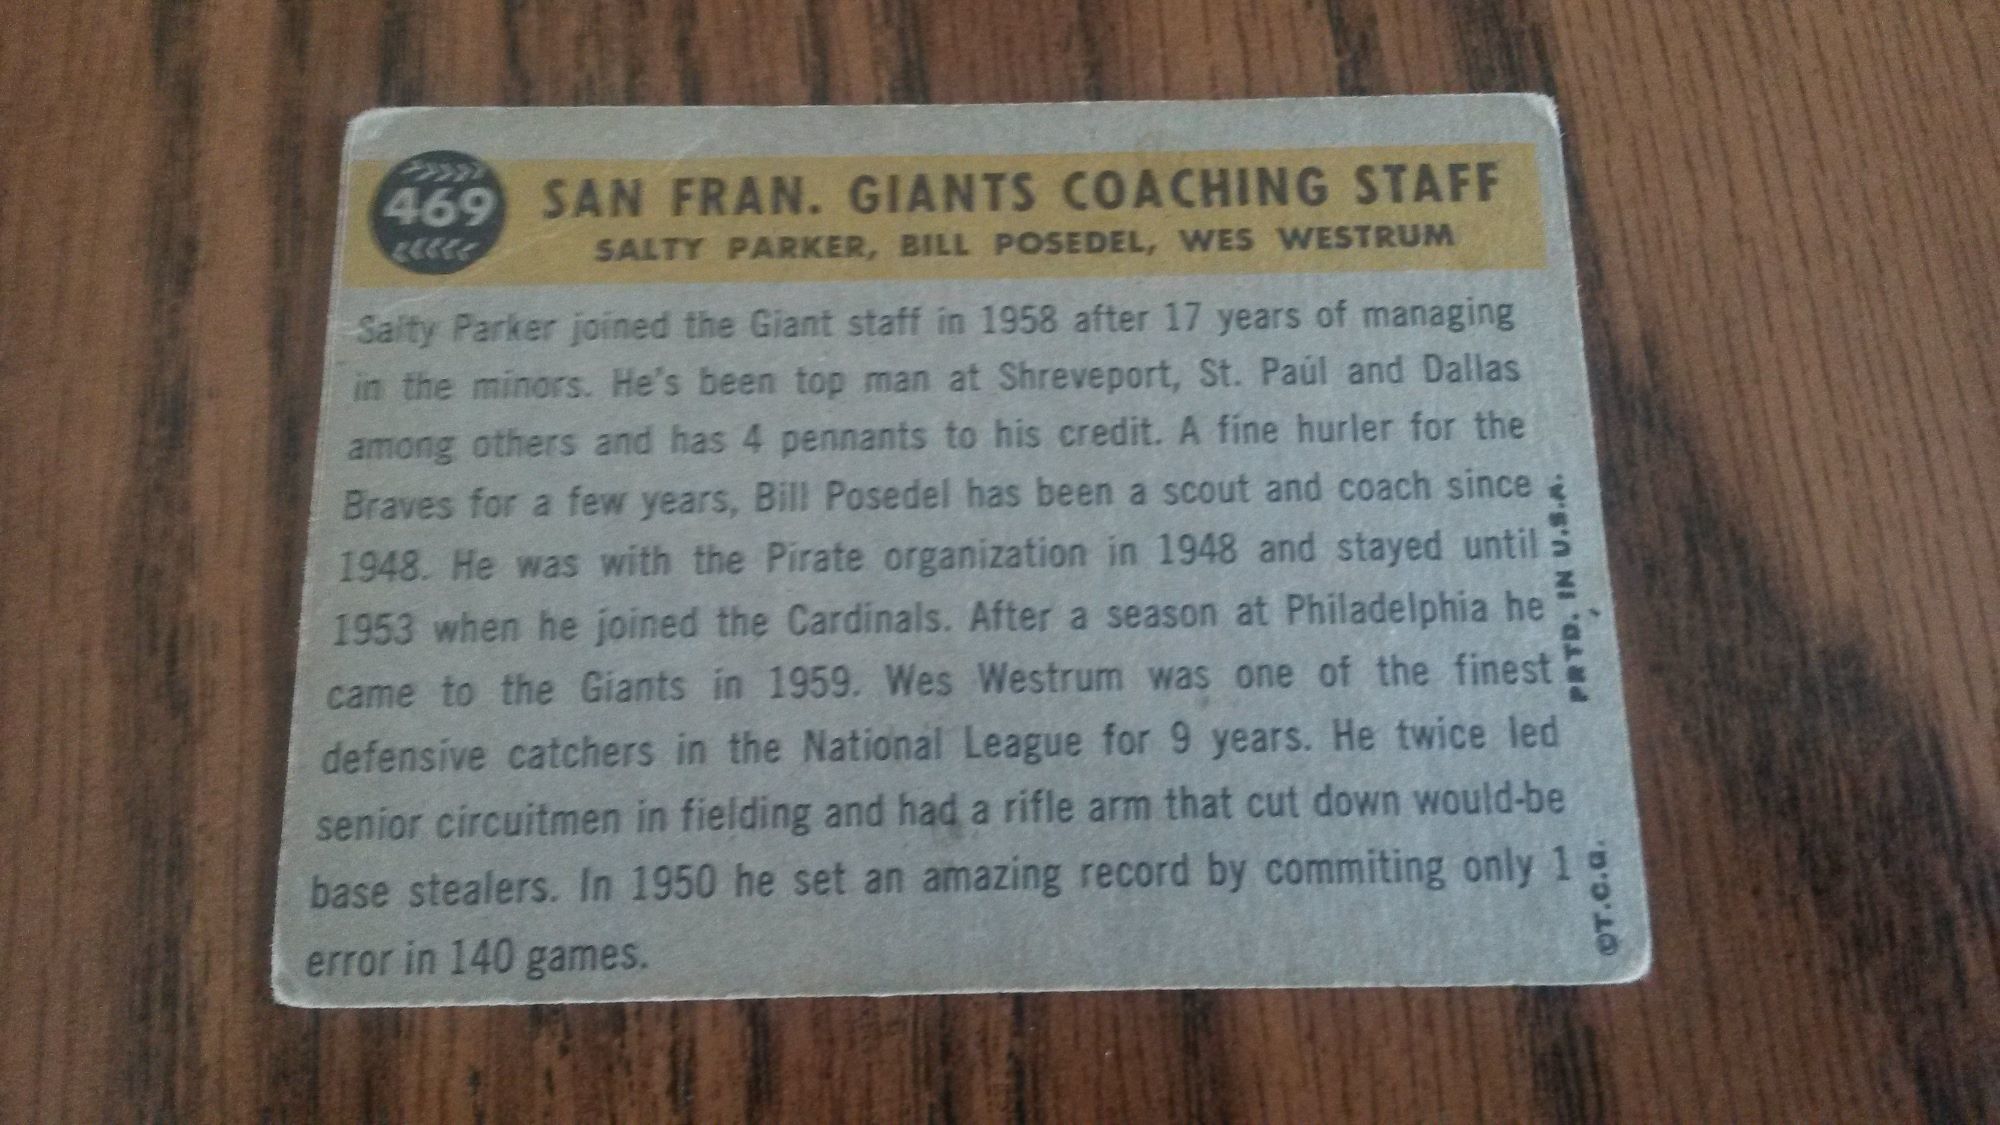 469
SAN FRAN. GIANTS COACHING STAFF
SALTY PARKER, BILL POSEDEL, WES WESTRUM
Salty Parker joined the Giant staff in 1958 after 17 years of managing
in the minors. He's been top man at Shreveport, St. Paul and Dallas
among others and has 4 pennants to his credit. A fine hurler for the
Braves for a few years, Bill Posedel has been a scout and coach since
1948. He was with the Pirate organization in 1948 and stayed until
1953 when he joined the Cardinals. After a season at Philadelphia he
came to the Giants in 1959. Wes Westrum was one of the finest
defensive catchers in the National League for 9 years. He twice led
senior circuitmen in fielding and had a rifle arm that cut down would-be
base stealers. In 1950 he set an amazing record by commiting only 1
error in 140 games.
©T.C.G.
PRTD. IN U.S.A.